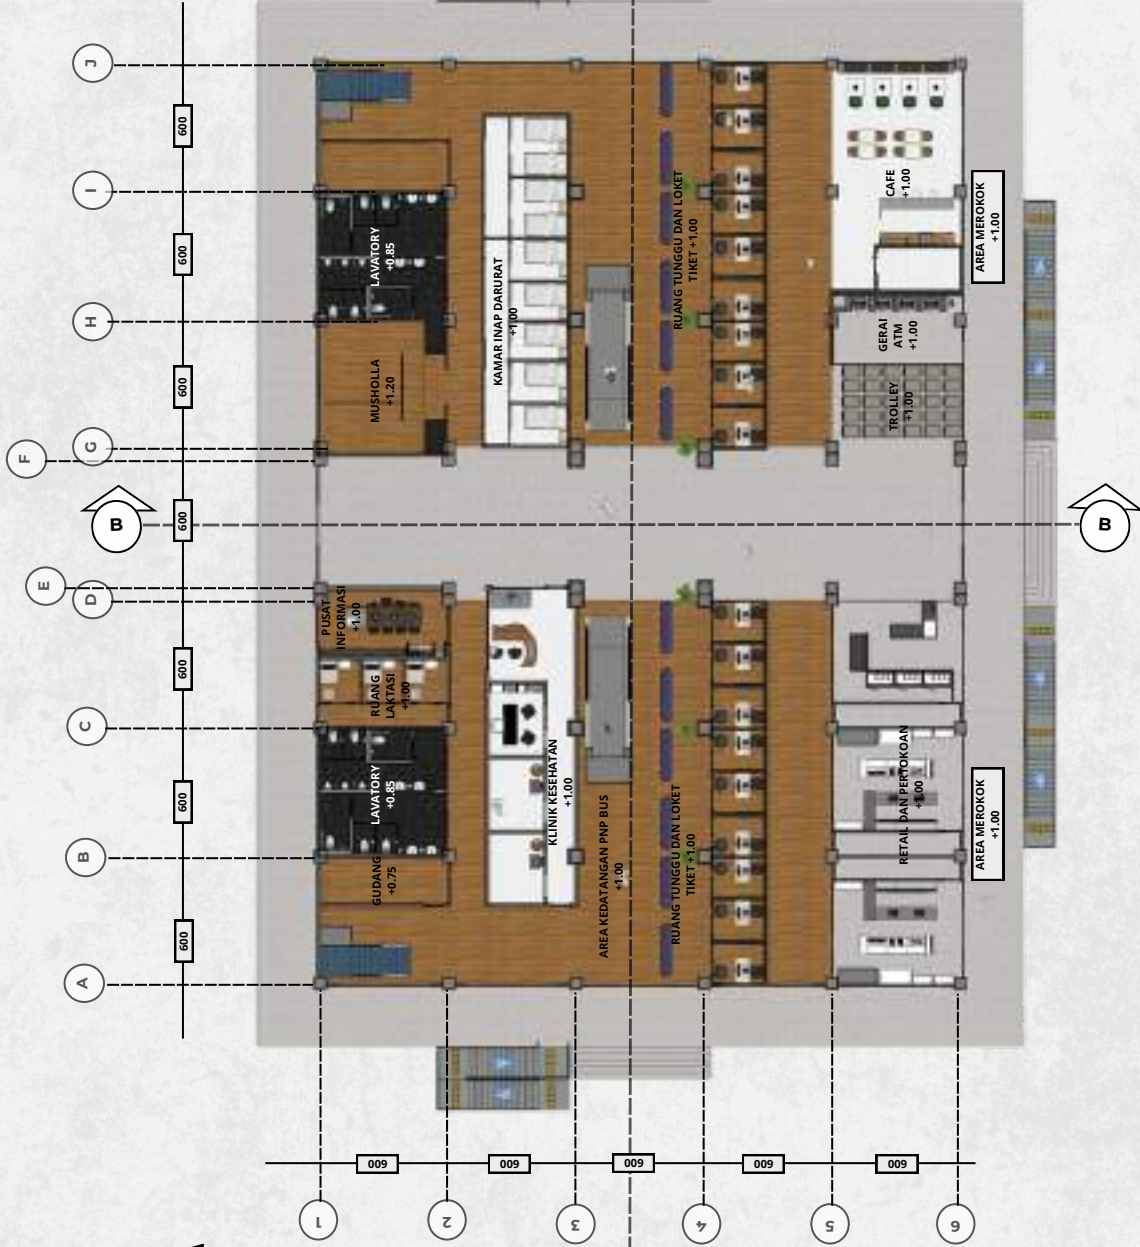 J
600
I
LAVATORY
+0.85
600
H
MUSHOLLA
+1.20
600
G
F
KAMAR INAP DARURAT
+1.00
RUANG TUNGGU DAN LOKET
TIKET +1.00
CAFE
+1.00
AREA MEROKOK
+1.00
GERAI
ATM
+1.00
TROLLEY
+1.00
B
600
B
E
D
PUSAT
INFORMASI
+1.00
600
RUANG
LAKTASI
+1.00
C
LAVATORY
+0.85
600
B
GUDANG
+0.75
600
A
KLINIK KESEHATAN
+1.00
AREA KEDATANGAN PNP BUS
+1.00
RUANG TUNGGU DAN LOKET
TIKET +1.00
RETAIL DAN PERTOKOAN
+1.00
AREA MEROKOK
+1.00
600
600
600
600
600
1
2
3
4
5
6